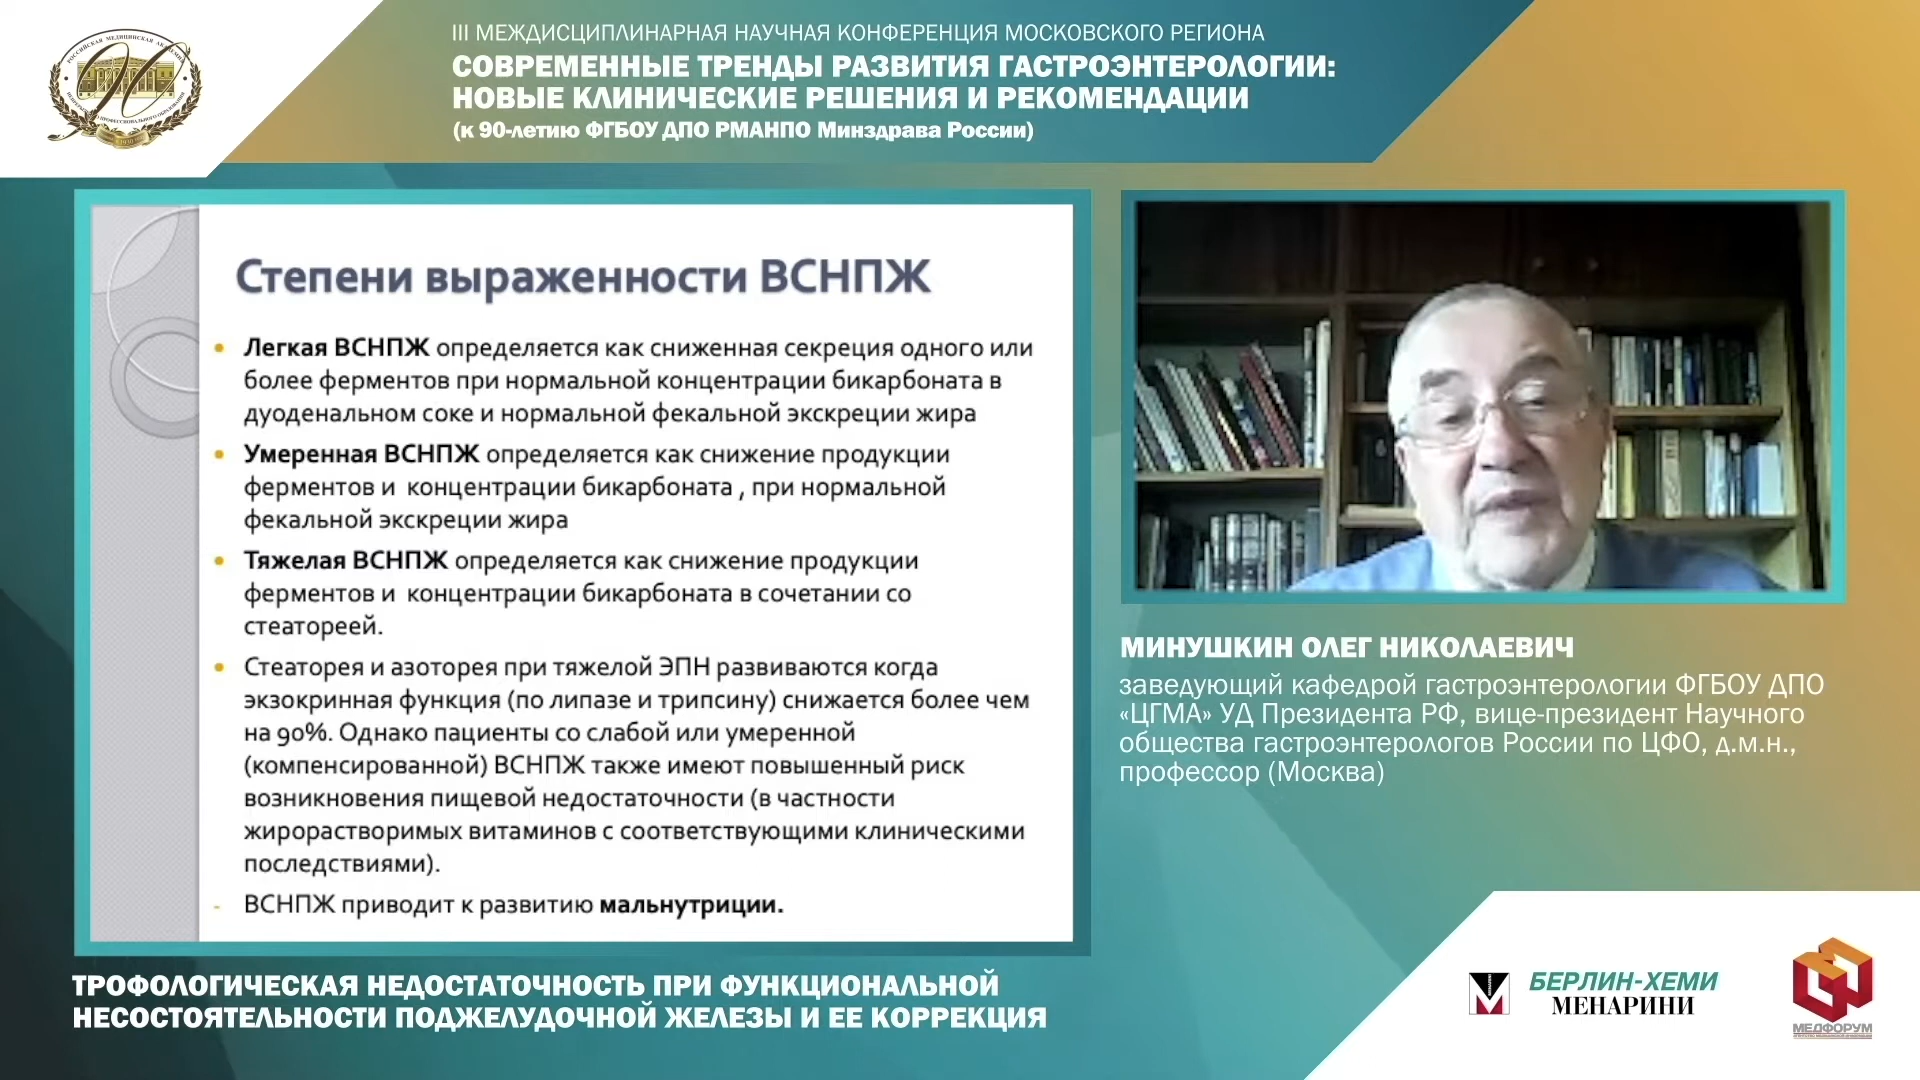 III МЕЖДИСЦИПЛИНАРНАЯ НАУЧНАЯ КОНФЕРЕНЦИЯ МОСКОВСКОГО РЕГИОНА
СОВРЕМЕННЫЕ ТРЕНДЫ РАЗВИТИЯ ГАСТРОЭНТЕРОЛОГИИ:
НОВЫЕ КЛИНИЧЕСКИЕ РЕШЕНИЯ И РЕКОМЕНДАЦИИ
(к 90-летию ФГБОУ ДПО РМАНПО Минздрава России)
Степени выраженности ВСНПЖ
• Легкая ВСНПЖ определяется как сниженная секреция одного или
более ферментов при нормальной концентрации бикарбоната в
дуоденальном соке и нормальной фекальной экскреции жира
• Умеренная ВСНПЖ определяется как снижение продукции
ферментов и концентрации бикарбоната , при нормальной
фекальной экскреции жира
• Тяжелая ВСНПЖ определяется как снижение продукции
ферментов и концентрации бикарбоната в сочетании со
стеатореей.
• Стеаторея и азоторея при тяжелой ЭПН развиваются когда
экзокринная функция (по липазе и трипсину) снижается более чем
на 90%. Однако пациенты со слабой или умеренной
(компенсированной) ВСНПЖ также имеют повышенный риск
возникновения пищевой недостаточности (в частности
жирорастворимых витаминов с соответствующими клиническими
последствиями).
- ВСНПЖ приводит к развитию мальнутриции.
МИНУШКИН ОЛЕГ НИКОЛАЕВИЧ
заведующий кафедрой гастроэнтерологии ФГБОУ ДПО
«ЦГМА» УД Президента РФ, вице-президент Научного
общества гастроэнтерологов России по ЦФО, д.м.н.,
профессор (Москва)
ТРОФОЛОГИЧЕСКАЯ НЕДОСТАТОЧНОСТЬ ПРИ ФУНКЦИОНАЛЬНОЙ
НЕСОСТОЯТЕЛЬНОСТИ ПОДЖЕЛУДОЧНОЙ ЖЕЛЕЗЫ И ЕЕ КОРРЕКЦИЯ
БЕРЛИН-ХЕМИ
МЕНАРИНИ
МЕДФОРУМ